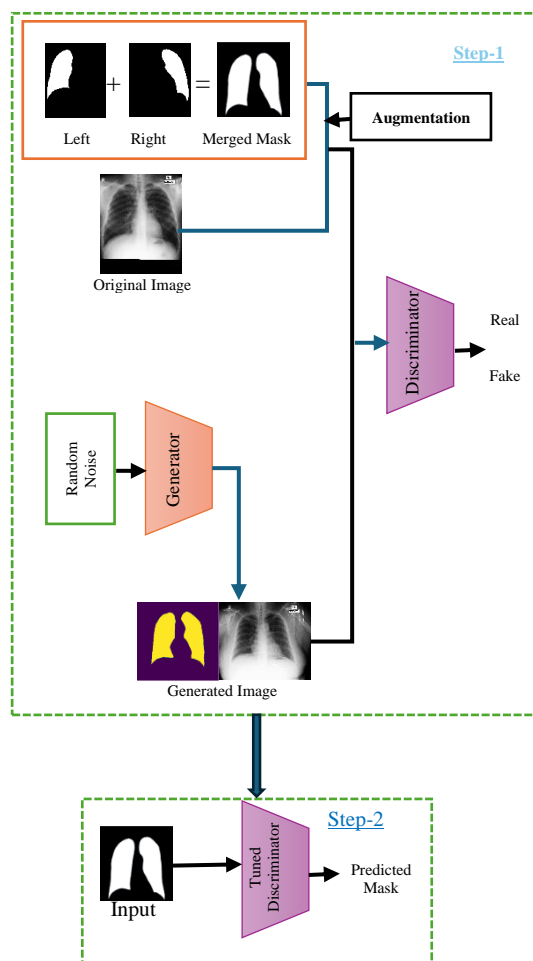 Step-1
+
=
Left
Right
Merged Mask
Augmentation
Original Image
Discriminator
Real
Fake
Random
Noise
Generator
Generated Image
Step-2
Tuned
Discriminator
Predicted
Mask
Input